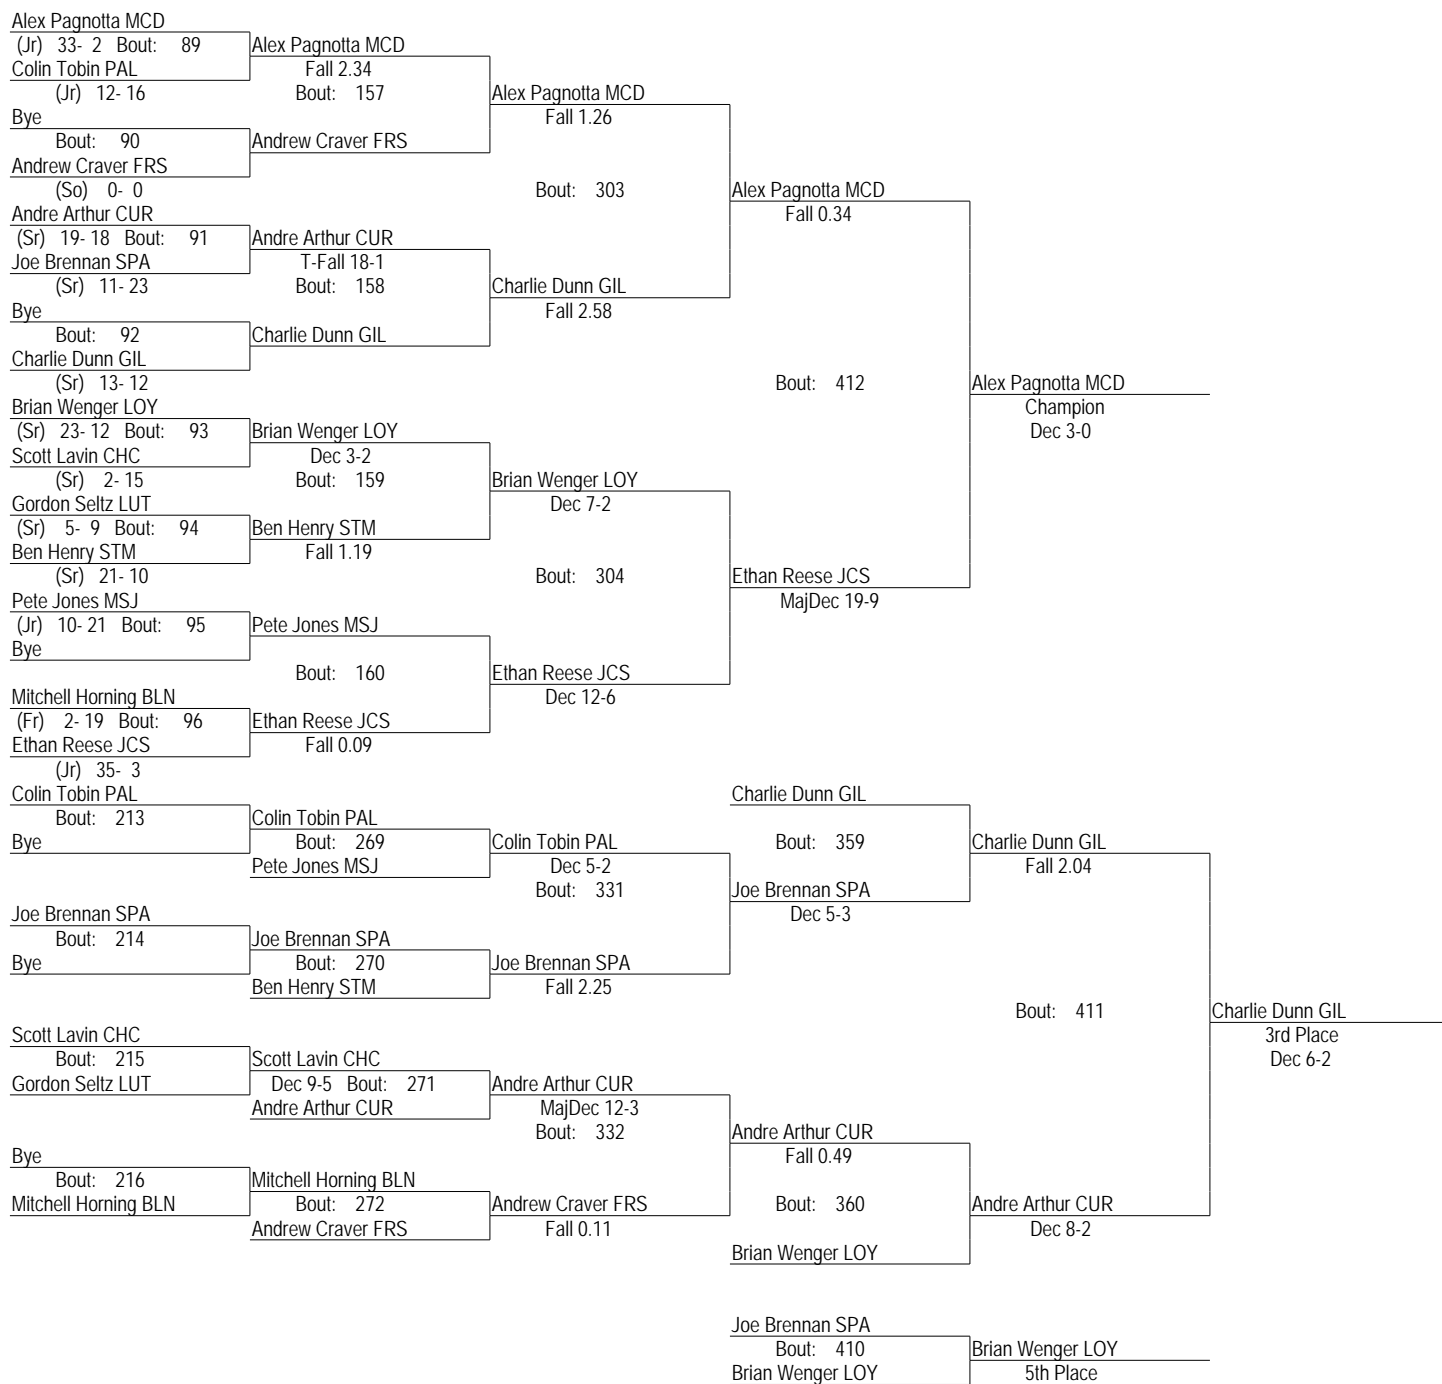 Alex Pagnotta MCD
(Jr) 33- 2 Bout: 89 Alex Pagnotta MCD
Colin Tobin PAL Fall 2.34
(Jr) 12- 16 Bout: 157 Alex Pagnotta MCD
Bye Fall 1.26
Bout: 90 Andrew Craver FRS
Andrew Craver FRS
(So) 0- 0 Bout: 303 Alex Pagnotta MCD
Andre Arthur CUR Fall 0.34
(Sr) 19- 18 Bout: 91 Andre Arthur CUR
Joe Brennan SPA T-Fall 18-1
(Sr) 11- 23 Bout: 158 Charlie Dunn GIL
Bye Fall 2.58
Bout: 92 Charlie Dunn GIL
Charlie Dunn GIL
(Sr) 13- 12 Bout: 412 Alex Pagnotta MCD
Brian Wenger LOY Champion
(Sr) 23- 12 Bout: 93 Brian Wenger LOY Dec 3-0
Scott Lavin CHC Dec 3-2
(Sr) 2- 15 Bout: 159 Brian Wenger LOY
Gordon Seltz LUT Dec 7-2
(Sr) 5- 9 Bout: 94 Ben Henry STM
Ben Henry STM Fall 1.19
(Sr) 21- 10 Bout: 304 Ethan Reese JCS
Pete Jones MSJ MajDec 19-9
(Jr) 10- 21 Bout: 95 Pete Jones MSJ
Bye
Bout: 160 Ethan Reese JCS
Mitchell Horning BLN Dec 12-6
(Fr) 2- 19 Bout: 96 Ethan Reese JCS
Ethan Reese JCS Fall 0.09
(Jr) 35- 3
Colin Tobin PAL Charlie Dunn GIL
Bout: 213 Colin Tobin PAL
Bye Bout: 269 Colin Tobin PAL Bout: 359 Charlie Dunn GIL
Pete Jones MSJ Dec 5-2 Fall 2.04
Bout: 331 Joe Brennan SPA
Joe Brennan SPA Dec 5-3
Bout: 214 Joe Brennan SPA
Bye Bout: 270 Joe Brennan SPA
Ben Henry STM Fall 2.25
Bout: 411 Charlie Dunn GIL
Scott Lavin CHC 3rd Place
Bout: 215 Scott Lavin CHC Dec 6-2
Gordon Seltz LUT Dec 9-5 Bout: 271 Andre Arthur CUR
Andre Arthur CUR MajDec 12-3
Bout: 332 Andre Arthur CUR
Bye Fall 0.49
Bout: 216 Mitchell Horning BLN
Mitchell Horning BLN Bout: 272 Andrew Craver FRS Bout: 360 Andre Arthur CUR
Andrew Craver FRS Fall 0.11 Dec 8-2
Brian Wenger LOY
Joe Brennan SPA
Bout: 410 Brian Wenger LOY
Brian Wenger LOY 5th Place